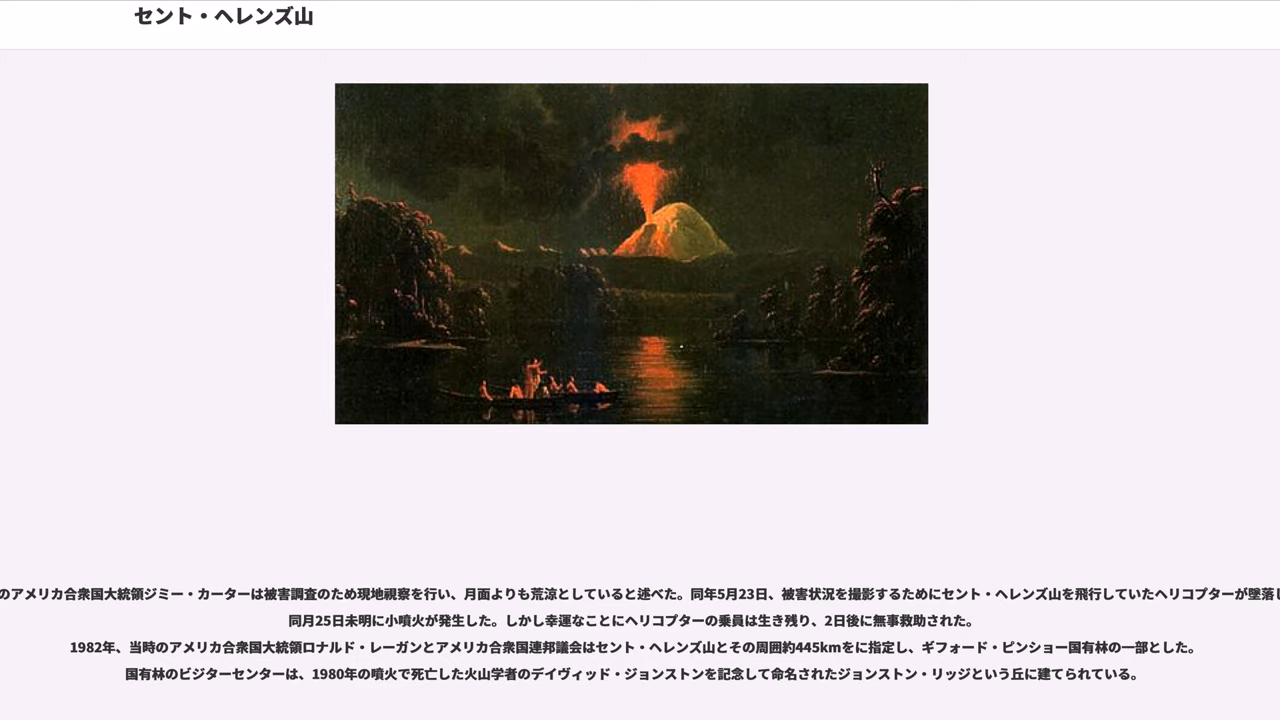 セント・ヘレンズ山
のアメリカ合衆国大統領ジミー・カーターは被害調査のため現地視察を行い、月面よりも荒涼としていると述べた。同年5月23日、被害状況を撮影するためにセント・ヘレンズ山を飛行していたヘリコプターが墜落し
同月25日未明に小噴火が発生した。しかし幸運なことにヘリコプターの乗員は生き残り、2日後に無事救助された。
1982年、当時のアメリカ合衆国大統領ロナルド・レーガンとアメリカ合衆国連邦議会はセント・ヘレンズ山とその周囲約445kmをに指定し、ギフォード・ピンショー国有林の一部とした。
国有林のビジターセンターは、1980年の噴火で死亡した火山学者のデイヴィッド・ジョンストンを記念して命名されたジョンストン・リッジという丘に建てられている。